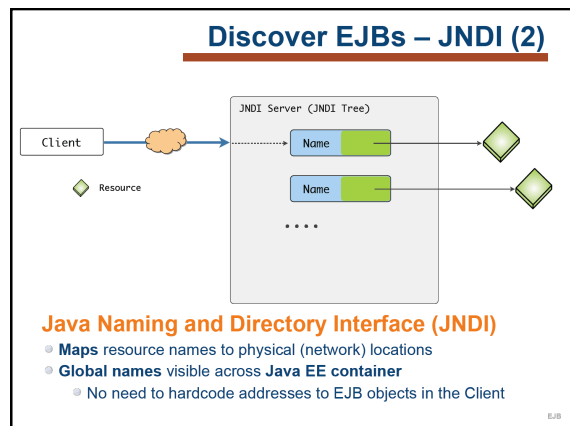 Discover EJBs – JNDI (2)
JNDI Server (JNDI Tree)
Client
Name
Resource
Name
• • • •
Java Naming and Directory Interface (JNDI)
Maps resource names to physical (network) locations
Global names visible across Java EE container
No need to hardcode addresses to EJB objects in the Client
EJB